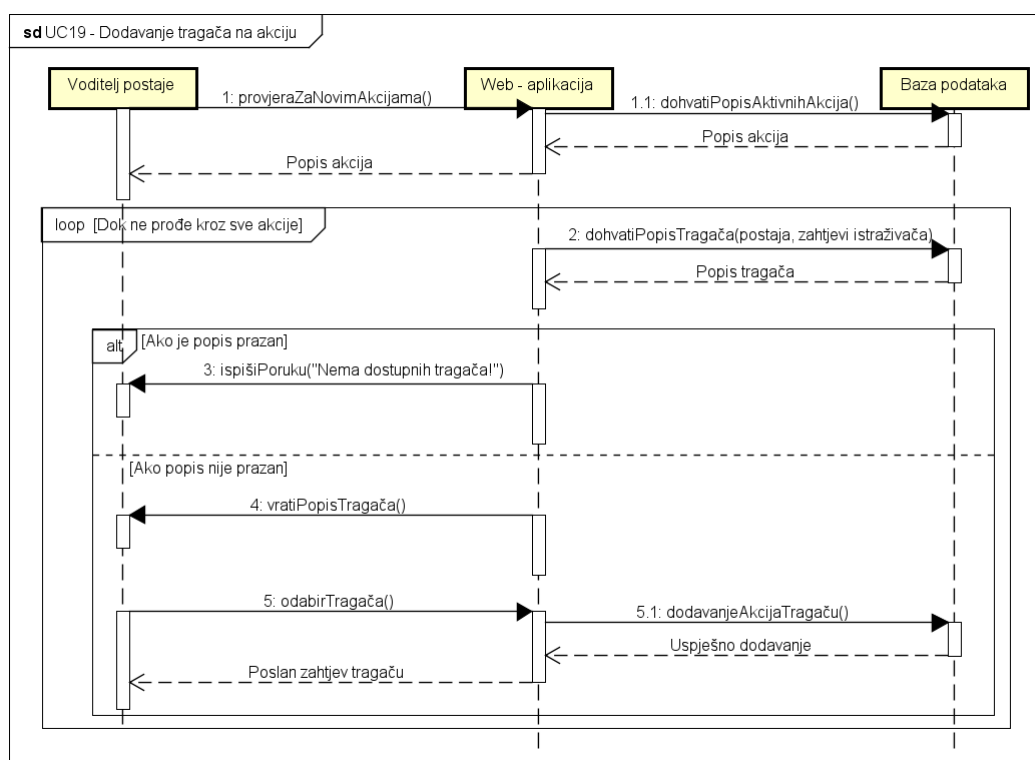 sd UC19 - Dodavanje tragača na akciju
Voditelj postaje
Web - aplikacija
Baza podataka
1: provjeraZaNovimAkcijama()
1.1: dohvatiPopisAktivnihAkcija()
Popis akcija
Popis akcija
loop [Dok ne prođe kroz sve akcije]
2: dohvatiPopisTragača(postaja, zahtjevi istraživača)
Popis tragača
alt [Ako je popis prazan]
3: ispišiPoruku("Nema dostupnih tragača!")
[Ako popis nije prazan]
4: vratiPopisTragača()
5: odabirTragača()
5.1: dodavanjeAkcijaTragaču()
Uspješno dodavanje
Poslan zahtjev tragaču